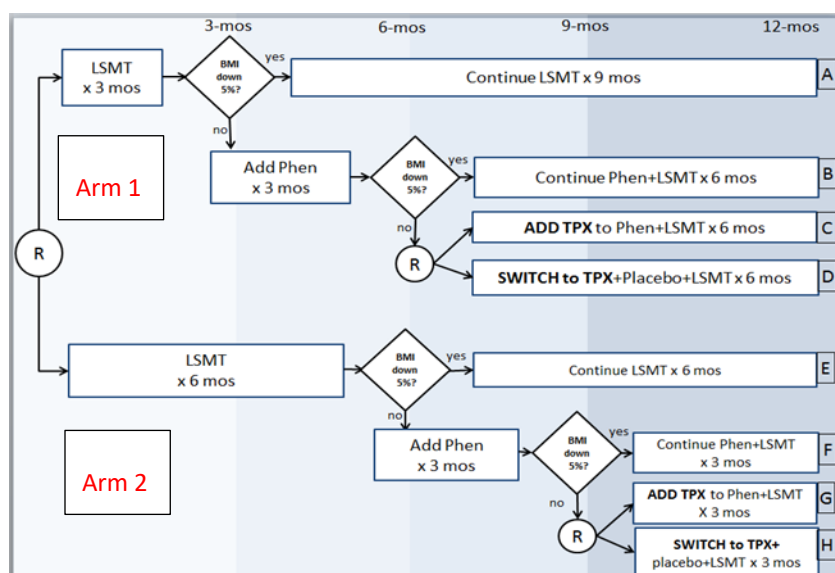 3-mos 6-mos 9-mos 12-mos
LSMT
x 3 mos
BMI
down
5%?
yes
Continue LSMT x 9 mos
A
no
Arm 1
Add Phen
x 3 mos
BMI
down
5%?
yes
Continue Phen+LSMT x 6 mos
B
no
R
ADD TPX to Phen+LSMT x 6 mos
C
R
SWITCH to TPX+Placebo+LSMT x 6 mos
D
LSMT
x 6 mos
BMI
down
5%?
yes
Continue LSMT x 6 mos
E
no
Arm 2
Add Phen
x 3 mos
BMI
down
5%?
yes
Continue Phen+LSMT
x 3 mos
F
no
R
ADD TPX to Phen+LSMT
X 3 mos
G
SWITCH to TPX+
placebo+LSMT x 3 mos
H